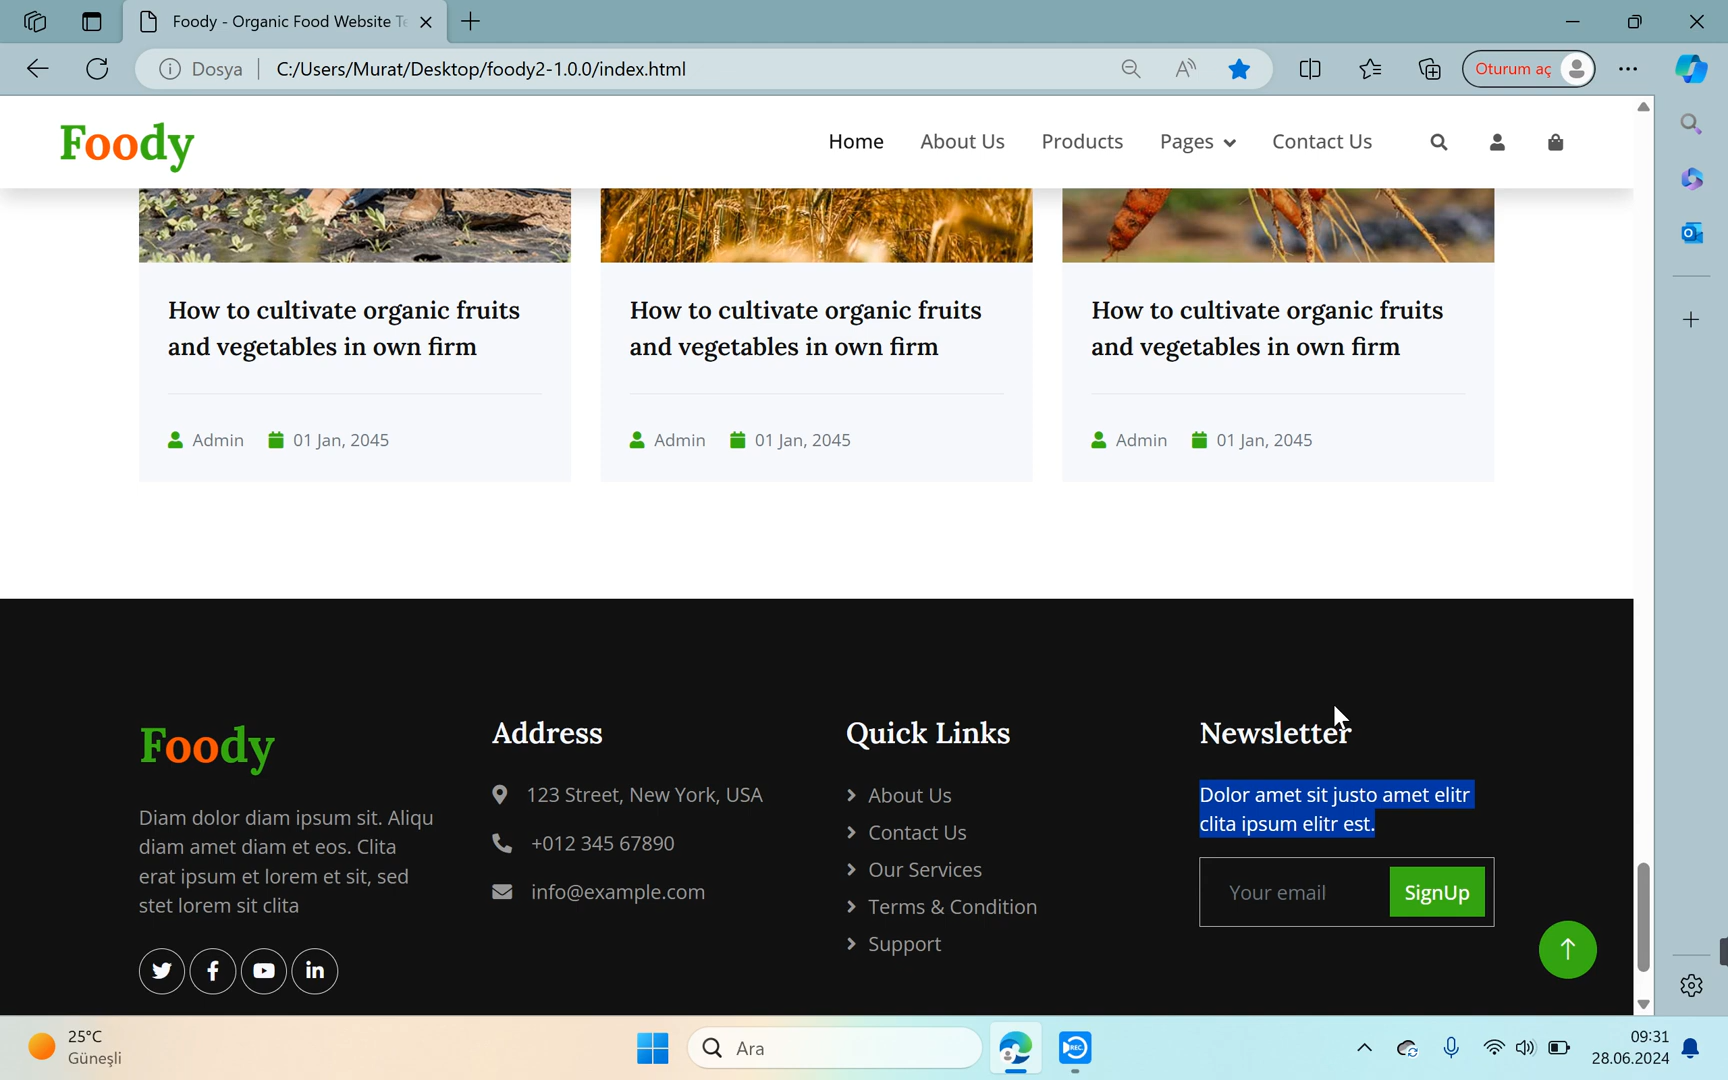 Foody - Organic Food Website Te
Dosya C:/Users/Murat/Desktop/foody2-1.0.0/index.html Oturum aç
Foody Home About Us Products Pages Contact Us
How to cultivate organic fruits
and vegetables in own firm
Admin 01 Jan, 2045
How to cultivate organic fruits
and vegetables in own firm
Admin 01 Jan, 2045
How to cultivate organic fruits
and vegetables in own firm
Admin 01 Jan, 2045
Foody
Diam dolor diam ipsum sit. Aliqu
diam amet diam et eos. Clita
erat ipsum et lorem et sit, sed
stet lorem sit clita
Address
123 Street, New York, USA
+012 345 67890
info@example.com
Quick Links
About Us
Contact Us
Our Services
Terms & Condition
Support
Newsletter
Dolor amet sit justo amet elitr
clita ipsum elitr est.
Your email SignUp
25°C
Güneşli
Ara
REC
09:31
28.06.2024